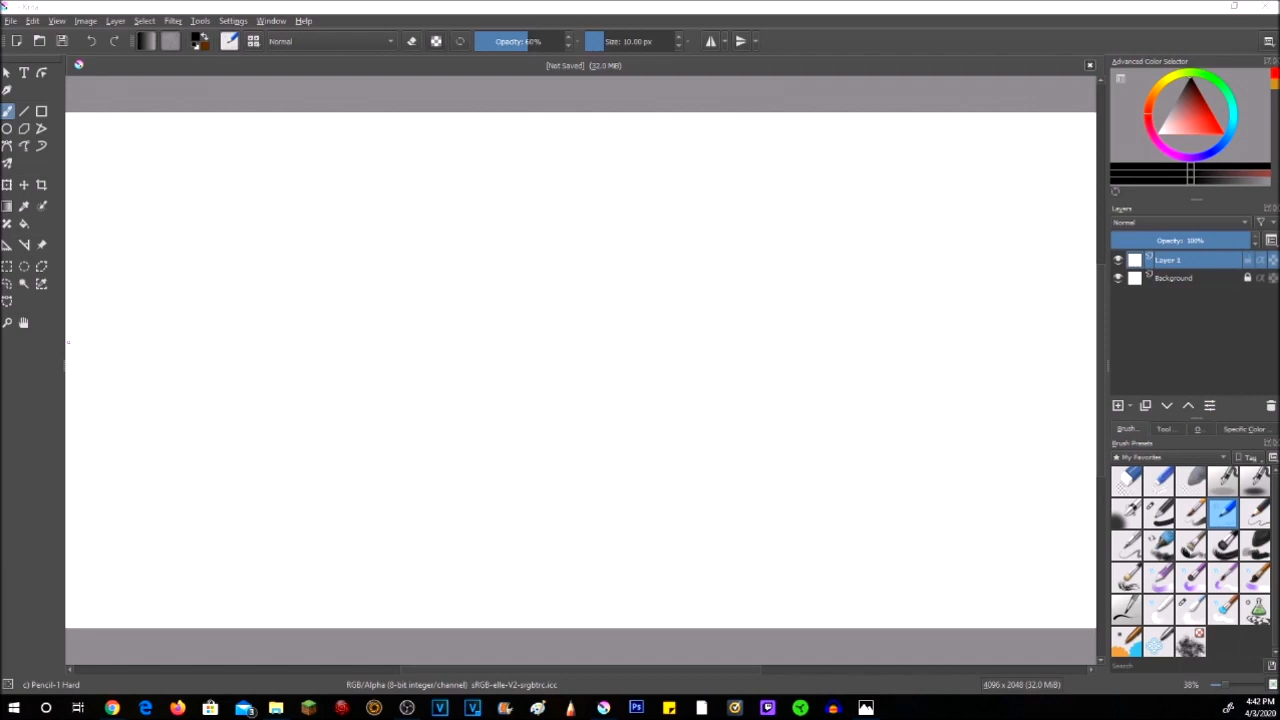 Krita
File Edit View Image Layer Select Filter Tools Settings Window Help
Normal
Opacity: 60%
Size: 10.00 px
[Not Saved] (32.0 MiB)
Advanced Color Selector
Layers
Normal
Opacity: 100%
Layer 1
Background
Brush... Tool ... O... Specific Color ...
Brush Presets
My Favorites
Tag
Search
c) Pencil-1 Hard
RGB/Alpha (8-bit integer/channel) sRGB-elle-V2-srgbtrc.icc
4096 x 2048 (32.0 MiB)
38%
4:42 PM
4/3/2020